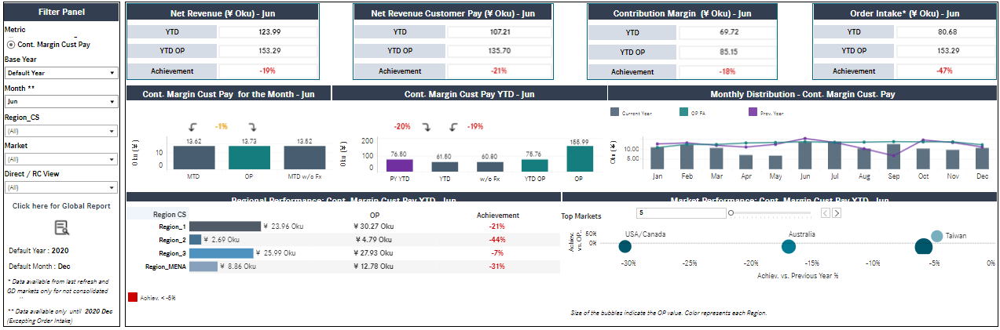 Filter Panel
Metric
Cont. Margin Cust Pay
Base Year
Default Year
Month **
Jun
Region_CS
(All)
Market
(All)
Direct / RC View
(All)
Click here for Global Report
Default Year : 2020
Default Month : Dec
* Data available from last refresh and
GD markets only for not consolidated
** Data available only until 2020 Dec
(Excepting Order Intake)
Net Revenue (¥ Oku) - Jun
YTD 123.99
YTD OP 153.29
Achievement -19%
Net Revenue Customer Pay (¥ Oku) - Jun
YTD 107.21
YTD OP 135.70
Achievement -21%
Contribution Margin (¥ Oku) - Jun
YTD 69.72
YTD OP 85.15
Achievement -18%
Order Intake* (¥ Oku) - Jun
YTD 80.68
YTD OP 153.29
Achievement -47%
Cont- Margin Cust Pay for the Month - Jun
-1%
Oku (¥)
10
0
13.62 13.73 13.52
MTD OP MTD w/o Fx
Cont. Margin Cust Pay YTD - Jun
-20% -19%
Oku (¥)
200
100
0
76.50 61.50 60.80 75.76 155.99
PY YTD YTD w/o Fx YTD OP OP
Monthly Distribution - Cont- Margin Cust- Pay
Current Year OP FA Prev. Year
Oku (¥)
10.00
5.00
Jan Feb Mar Apr May Jun Jul Aug Sep Oct Nov Dec
Regional Performance: Cont. Margin Cust Pay YTD - Jun
Region CS OP Achievement
Region_1 ¥ 23.96 Oku ¥ 30.27 Oku -21%
Region_2 ¥ 2.69 Oku ¥ 4.79 Oku -44%
Region_3 ¥ 25.99 Oku ¥ 27.93 Oku -7%
Region_MENA ¥ 8.86 Oku ¥ 12.78 Oku -31%
Achiev. < -5%
Market Performance: Cont. Margin Cust Pay YTD - Jun
Top Markets 5
Achiev. vs. OP..
50%
0%
USA/Canada Australia Taiwan
-30% -25% -20% -15% -10% -5% 0%
Achiev. vs. Previous Year %
Size of the bubbles indicate the OP value. Color represents each Region.